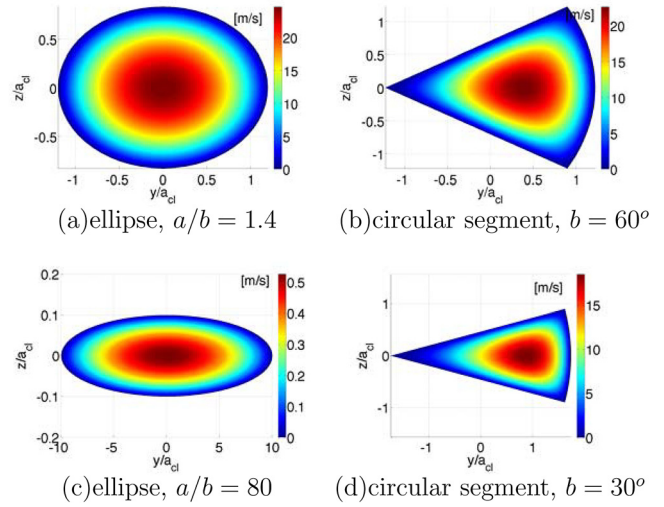 [m/s]
0.5
0
-0.5
z/a_cl
-1 -0.5 0 0.5 1
y/a_cl
20
15
10
5
0
(a)ellipse, a/b = 1.4
[m/s]
1
0.5
0
-0.5
-1
z/a_cl
-1 -0.5 0 0.5 1
y/a_cl
20
15
10
5
0
(b)circular segment, b = 60°
[m/s]
0.2
0.1
0
-0.1
-0.2
z/a_cl
-10 -5 0 5 10
y/a_cl
0.5
0.4
0.3
0.2
0.1
0
(c)ellipse, a/b = 80
[m/s]
1
0
-1
z/a_cl
-1 0 1
y/a_cl
15
10
5
0
(d)circular segment, b = 30°